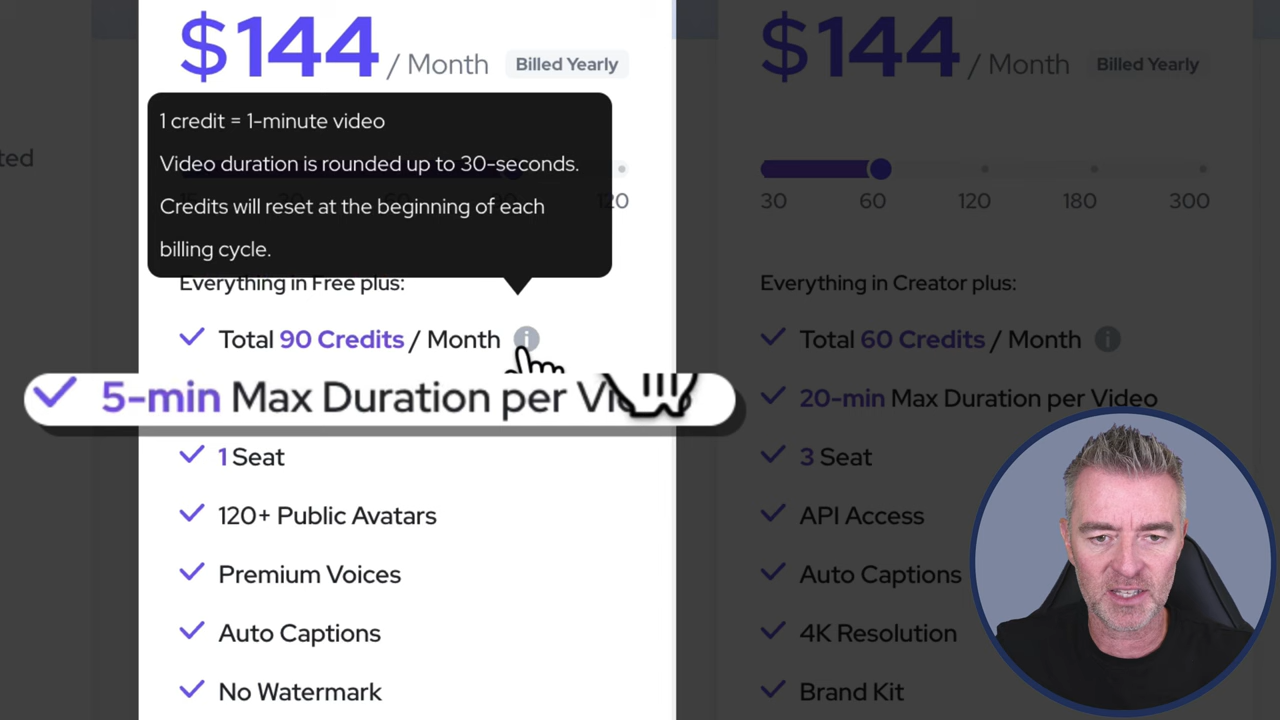 ted
$144 / Month Billed Yearly
1 credit = 1-minute video
Video duration is rounded up to 30-seconds.
Credits will reset at the beginning of each
billing cycle.
120
Everything in Free plus:
Total 90 Credits / Month
5-min Max Duration per
1 Seat
120+ Public Avatars
Premium Voices
Auto Captions
No Watermark
$144 / Month Billed Yearly
30 60 120 180 300
Everything in Creator plus:
Total 60 Credits / Month
20-min Max Duration per Video
3 Seat
API Access
Auto Captions
4K Resolution
Brand Kit